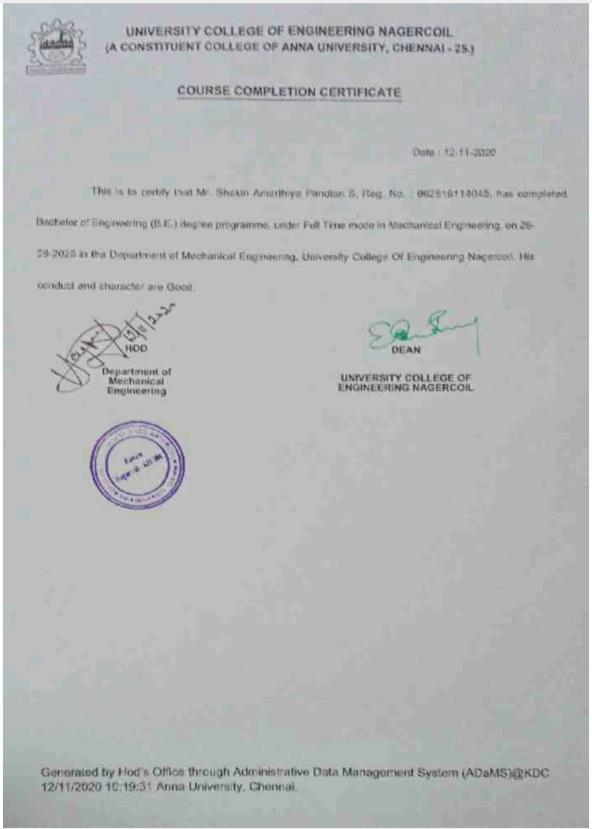 UNIVERSITY COLLEGE OF ENGINEERING NAGERCOIL
(A CONSTITUENT COLLEGE OF ANNA UNIVERSITY, CHENNAI - 25.)
COURSE COMPLETION CERTIFICATE
Date : 12-11-2020
This is to certify that Mr. Shakin Amardhiya Pandian S, Reg. No. : 962516114045, has completed
Bachelor of Engineering (B.E.) degree programme, under Full Time mode in Mechanical Engineering, on 26-
09-2020 in the Department of Mechanical Engineering, University College Of Engineering Nagercoil. His
conduct and character are Good.
HOD
Department of
Mechanical
Engineering
DEAN
UNIVERSITY COLLEGE OF
ENGINEERING NAGERCOIL
Generated by Hod's Office through Administrative Data Management System (ADaMS)@KDC
12/11/2020 10:19:31 Anna University, Chennai.